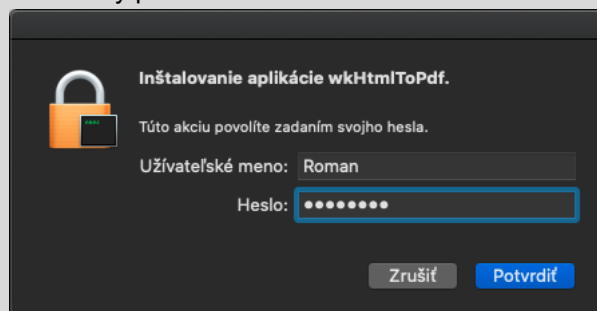 Inštalovanie aplikácie wkHtmlToPdf.
Túto akciu povolíte zadaním svojho hesla.
Užívateľské meno: Roman
Heslo: ●●●●●●●●
Zrušiť Potvrdiť